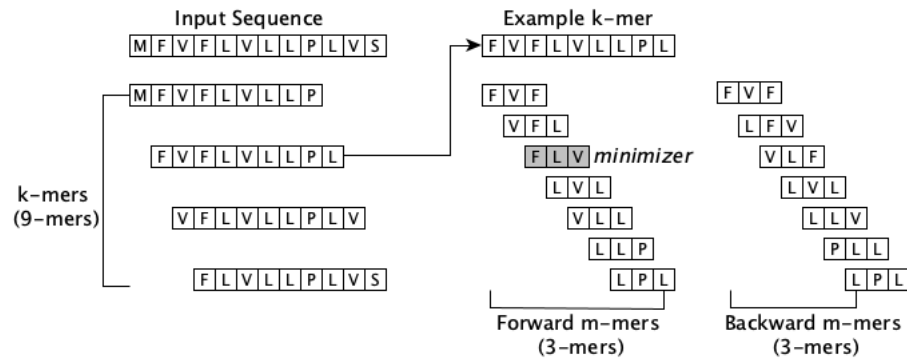 Input Sequence
M F V F L V L L P L V S
k-mers
(9-mers)
M F V F L V L L P
F V F L V L L P L
V F L V L L P L V
F L V L L P L V S
Example k-mer
F V F L V L L P L
F V F
V F L
F L V minimizer
L V L
V L L
L L P
L P L
Forward m-mers
(3-mers)
F V F
L F V
V L F
L V L
L L V
P L L
L P L
Backward m-mers
(3-mers)